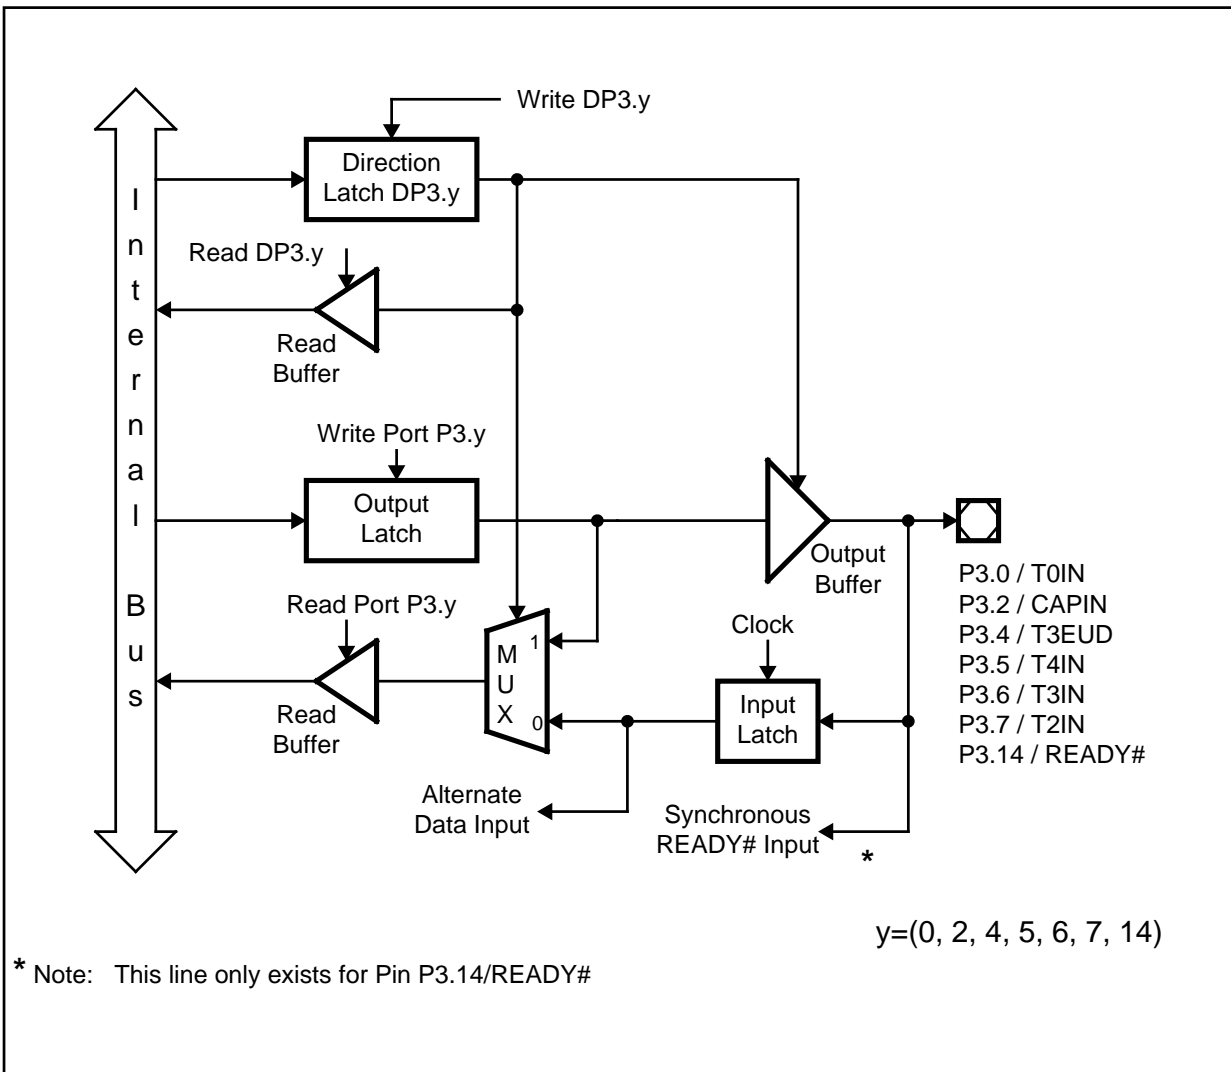 Write DP3.y
Direction
Latch DP3.y
Read DP3.y
Read
Buffer
Internal Bus
Write Port P3.y
Output
Latch
Output
Buffer
Read Port P3.y
Read
Buffer
MUX
1
0
Clock
Input
Latch
Alternate
Data Input
Synchronous
READY# Input
*
P3.0 / T0IN
P3.2 / CAPIN
P3.4 / T3EUD
P3.5 / T4IN
P3.6 / T3IN
P3.7 / T2IN
P3.14 / READY#
y=(0, 2, 4, 5, 6, 7, 14)
* Note: This line only exists for Pin P3.14/READY#